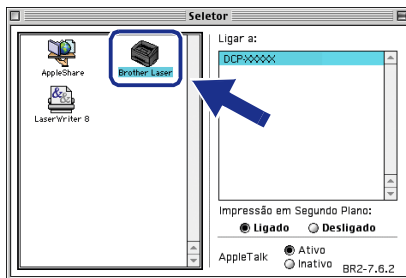 Seletor
AppleShare
Brother Laser
LaserWriter 8
Ligar a:
DCP-XXXXX
Impressão em Segundo Plano:
Ligado Desligado
AppleTalk
Ativo
Inativo
BR2-7.6.2